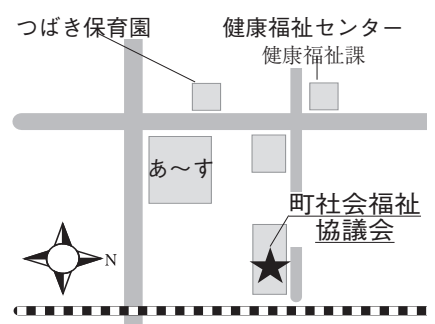 つばき保育園
健康福祉センター
健康福祉課
あ～す
町社会福祉
協議会
N